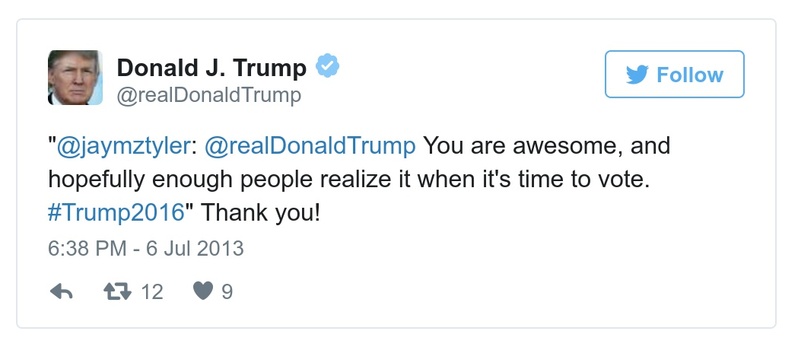 Donald J. Trump
@realDonaldTrump
Follow
"@jaymztyler: @realDonaldTrump You are awesome, and
hopefully enough people realize it when it's time to vote.
#Trump2016" Thank you!
6:38 PM - 6 Jul 2013
12 9